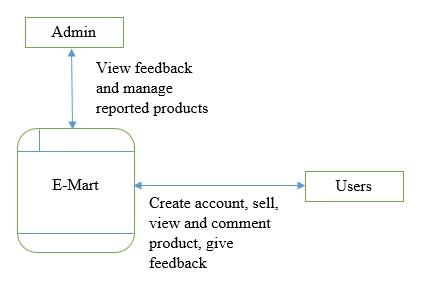 Admin
View feedback
and manage
reported products
E-Mart
Users
Create account, sell,
view and comment
product, give
feedback